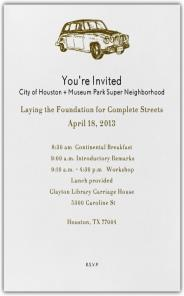 You're Invited
City of Houston + Museum Park Super Neighborhood
Laying the Foundation for Complete Streets
April 18, 2013
8:30 am Continental Breakfast
9:00 a.m. Introductory Remarks
9:10 a.m. - 4 p.m Workshop
Lunch provided
Clayton Library Carriage House
5300 Caroline St
Houston, TX 77004
RSVP